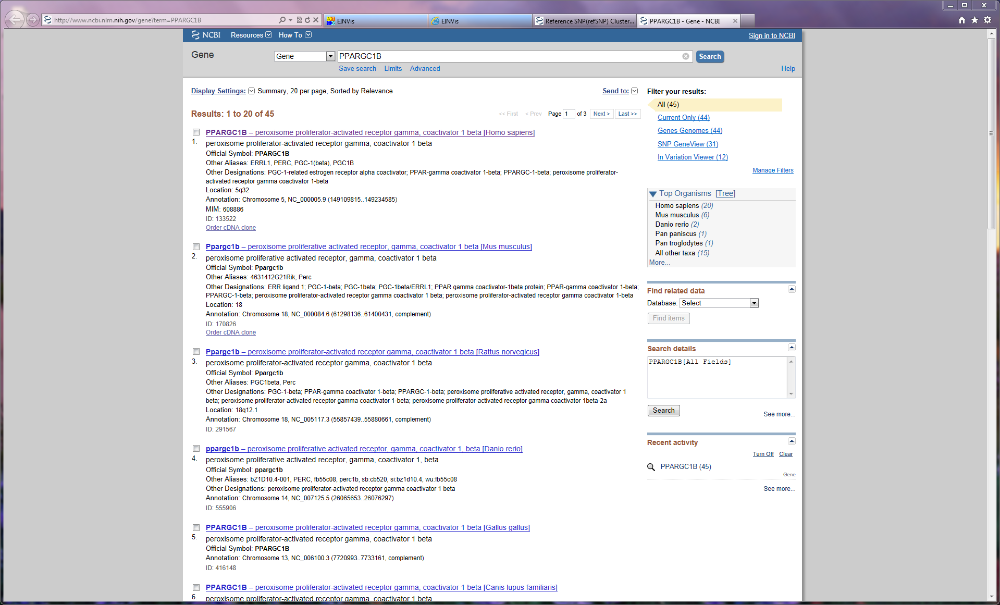 http://www.ncbi.nlm.nih.gov/gene?term=PPARGC1B
EINVis
EINVis
Reference SNP(refSNP) Cluster...
PPARGC1B - Gene - NCBI
NCBI
Resources
How To
Sign in to NCBI
Gene
Gene
PPARGC1B
Search
Save search
Limits
Advanced
Help
Display Settings:
Summary, 20 per page, Sorted by Relevance
Send to:
Results: 1 to 20 of 45
<< First
< Prev
Page 1 of 3
Next >
Last >>
PPARGC1B – peroxisome proliferator-activated receptor gamma, coactivator 1 beta [Homo sapiens]
1.
peroxisome proliferator-activated receptor gamma, coactivator 1 beta
Official Symbol: PPARGC1B
Other Aliases: ERRL1, PERC, PGC-1(beta), PGC1B
Other Designations: PGC-1-related estrogen receptor alpha coactivator; PPAR-gamma coactivator 1-beta; PPARGC-1-beta; peroxisome proliferator-
activated receptor gamma coactivator 1-beta
Location: 5q32
Annotation: Chromosome 5, NC_000005.9 (149109815..149234585)
MIM: 608886
ID: 133522
Order cDNA clone
Ppargc1b – peroxisome proliferative activated receptor, gamma, coactivator 1 beta [Mus musculus]
2.
peroxisome proliferative activated receptor, gamma, coactivator 1 beta
Official Symbol: Ppargc1b
Other Aliases: 4631412G21Rik, Perc
Other Designations: ERR ligand 1; PGC-1-beta; PGC-1beta; PGC-1beta/ERRL1; PPAR gamma coactivator-1beta protein; PPAR-gamma coactivator 1-beta;
PPARGC-1-beta; peroxisome proliferator-activated receptor gamma coactivator 1 beta; peroxisome proliferator-activated receptor gamma coactivator 1-beta
Location: 18
Annotation: Chromosome 18, NC_000084.6 (61298136..61400431, complement)
ID: 170826
Order cDNA clone
Ppargc1b – peroxisome proliferator-activated receptor gamma, coactivator 1 beta [Rattus norvegicus]
3.
peroxisome proliferator-activated receptor gamma, coactivator 1 beta
Official Symbol: Ppargc1b
Other Aliases: PGC1beta, Perc
Other Designations: PGC-1-beta; PPAR-gamma coactivator 1-beta; PPARGC-1-beta; peroxisome proliferative activated receptor, gamma, coactivator 1
beta; peroxisome proliferator-activated receptor gamma coactivator 1-beta; peroxisome proliferator-activated receptor gamma coactivator 1beta-2a
Location: 18q12.1
Annotation: Chromosome 18, NC_005117.3 (55857439..55880661, complement)
ID: 291567
ppargc1b – peroxisome proliferative activated receptor, gamma, coactivator 1, beta [Danio rerio]
4.
peroxisome proliferative activated receptor, gamma, coactivator 1, beta
Official Symbol: ppargc1b
Other Aliases: bZ1D10.4-001, PERC, fb55c08, perc1b, sb:cb520, si:bz1d10.4, wu:fb55c08
Other Designations: peroxisome proliferator-activated receptor gamma coactivator 1 beta
Annotation: Chromosome 14, NC_007125.5 (26065653..26076297)
ID: 555906
PPARGC1B – peroxisome proliferator-activated receptor gamma, coactivator 1 beta [Gallus gallus]
5.
peroxisome proliferator-activated receptor gamma, coactivator 1 beta
Official Symbol: PPARGC1B
Annotation: Chromosome 13, NC_006100.3 (7720993..7733161, complement)
ID: 416148
PPARGC1B – peroxisome proliferator-activated receptor gamma, coactivator 1 beta [Canis lupus familiaris]
6.
peroxisome proliferator-activated receptor gamma, coactivator 1 beta
Filter your results:
All (45)
Current Only (44)
Genes Genomes (44)
SNP GeneView (31)
In Variation Viewer (12)
Manage Filters
Top Organisms [Tree]
Homo sapiens (20)
Mus musculus (6)
Danio rerio (2)
Pan paniscus (1)
Pan troglodytes (1)
All other taxa (15)
More...
Find related data
Database: Select
Find items
Search details
PPARGC1B[All Fields]
Search
See more...
Recent activity
Turn Off
Clear
PPARGC1B (45)
Gene
See more...